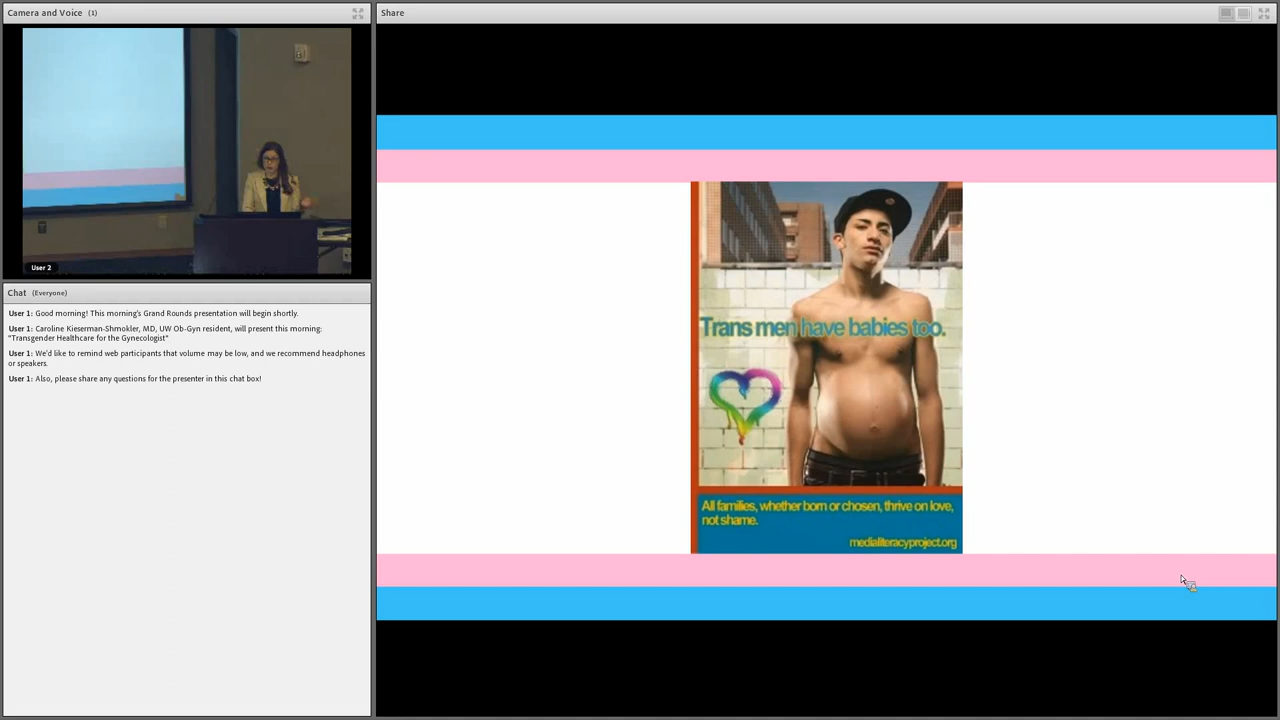 Camera and Voice (1)
User 2
Chat (Everyone)
User 1: Good morning! This morning's Grand Rounds presentation will begin shortly.
User 1: Caroline Kieserman-Shmokler, MD, UW Ob-Gyn resident, will present this morning:
"Transgender Healthcare for the Gynecologist"
User 1: We'd like to remind web participants that volume may be low, and we recommend headphones
or speakers.
User 1: Also, please share any questions for the presenter in this chat box!
Share
Trans men have babies too.
All families, whether born or chosen, thrive on love,
not shame.
medialiteracyproject.org